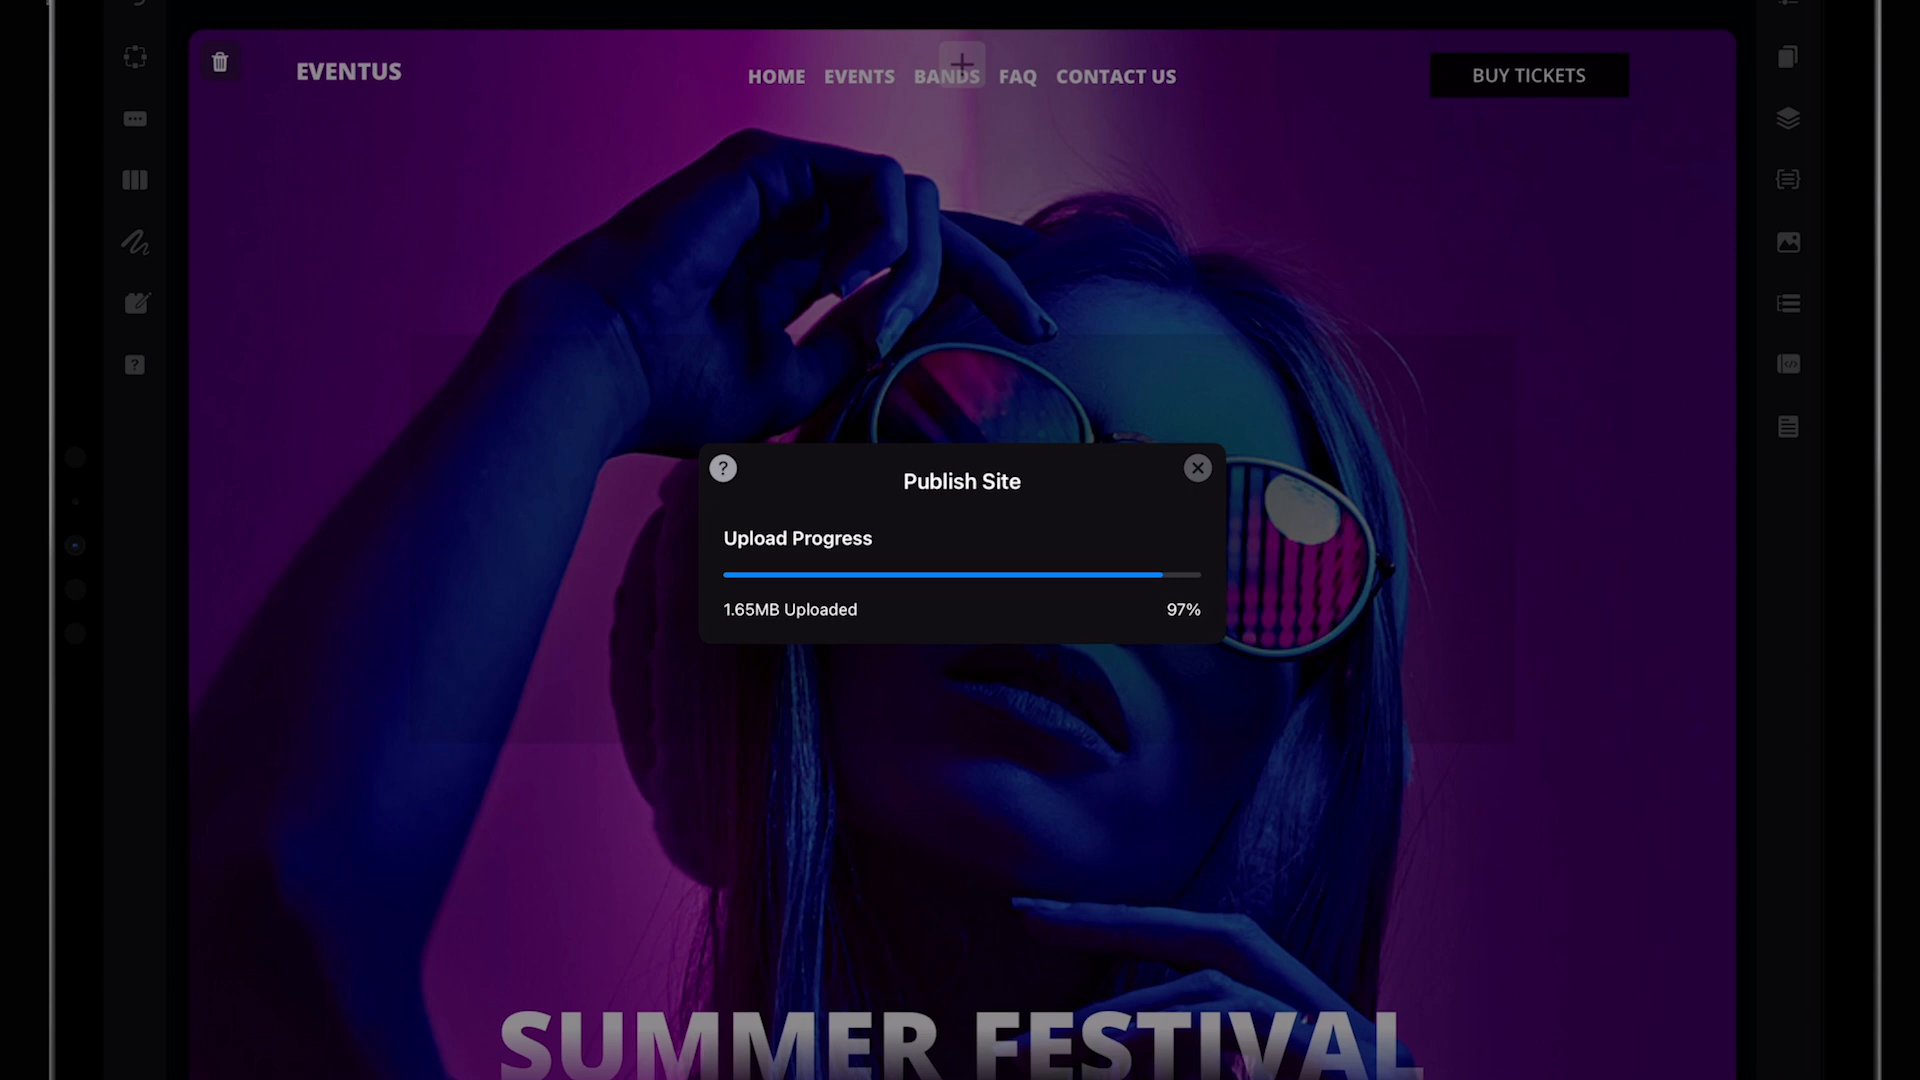 EVENTUS
HOME EVENTS BANDS FAQ CONTACT US
BUY TICKETS
?
Publish Site
Upload Progress
1.65MB Uploaded 97%
SUMMER FESTIVAL